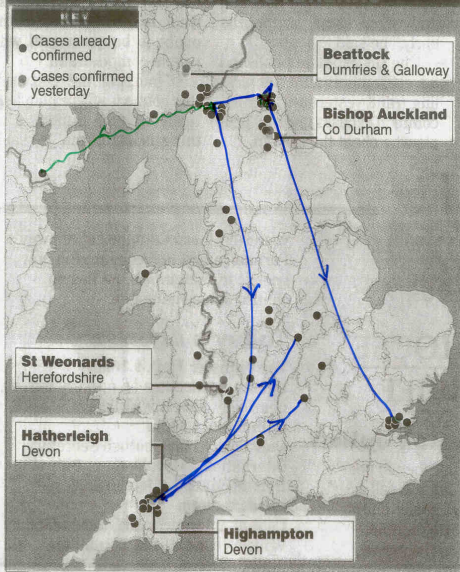 KEY
Cases already
confirmed
Cases confirmed
yesterday
Beattock
Dumfries & Galloway
Bishop Auckland
Co Durham
St Weonards
Herefordshire
Hatherleigh
Devon
Highampton
Devon